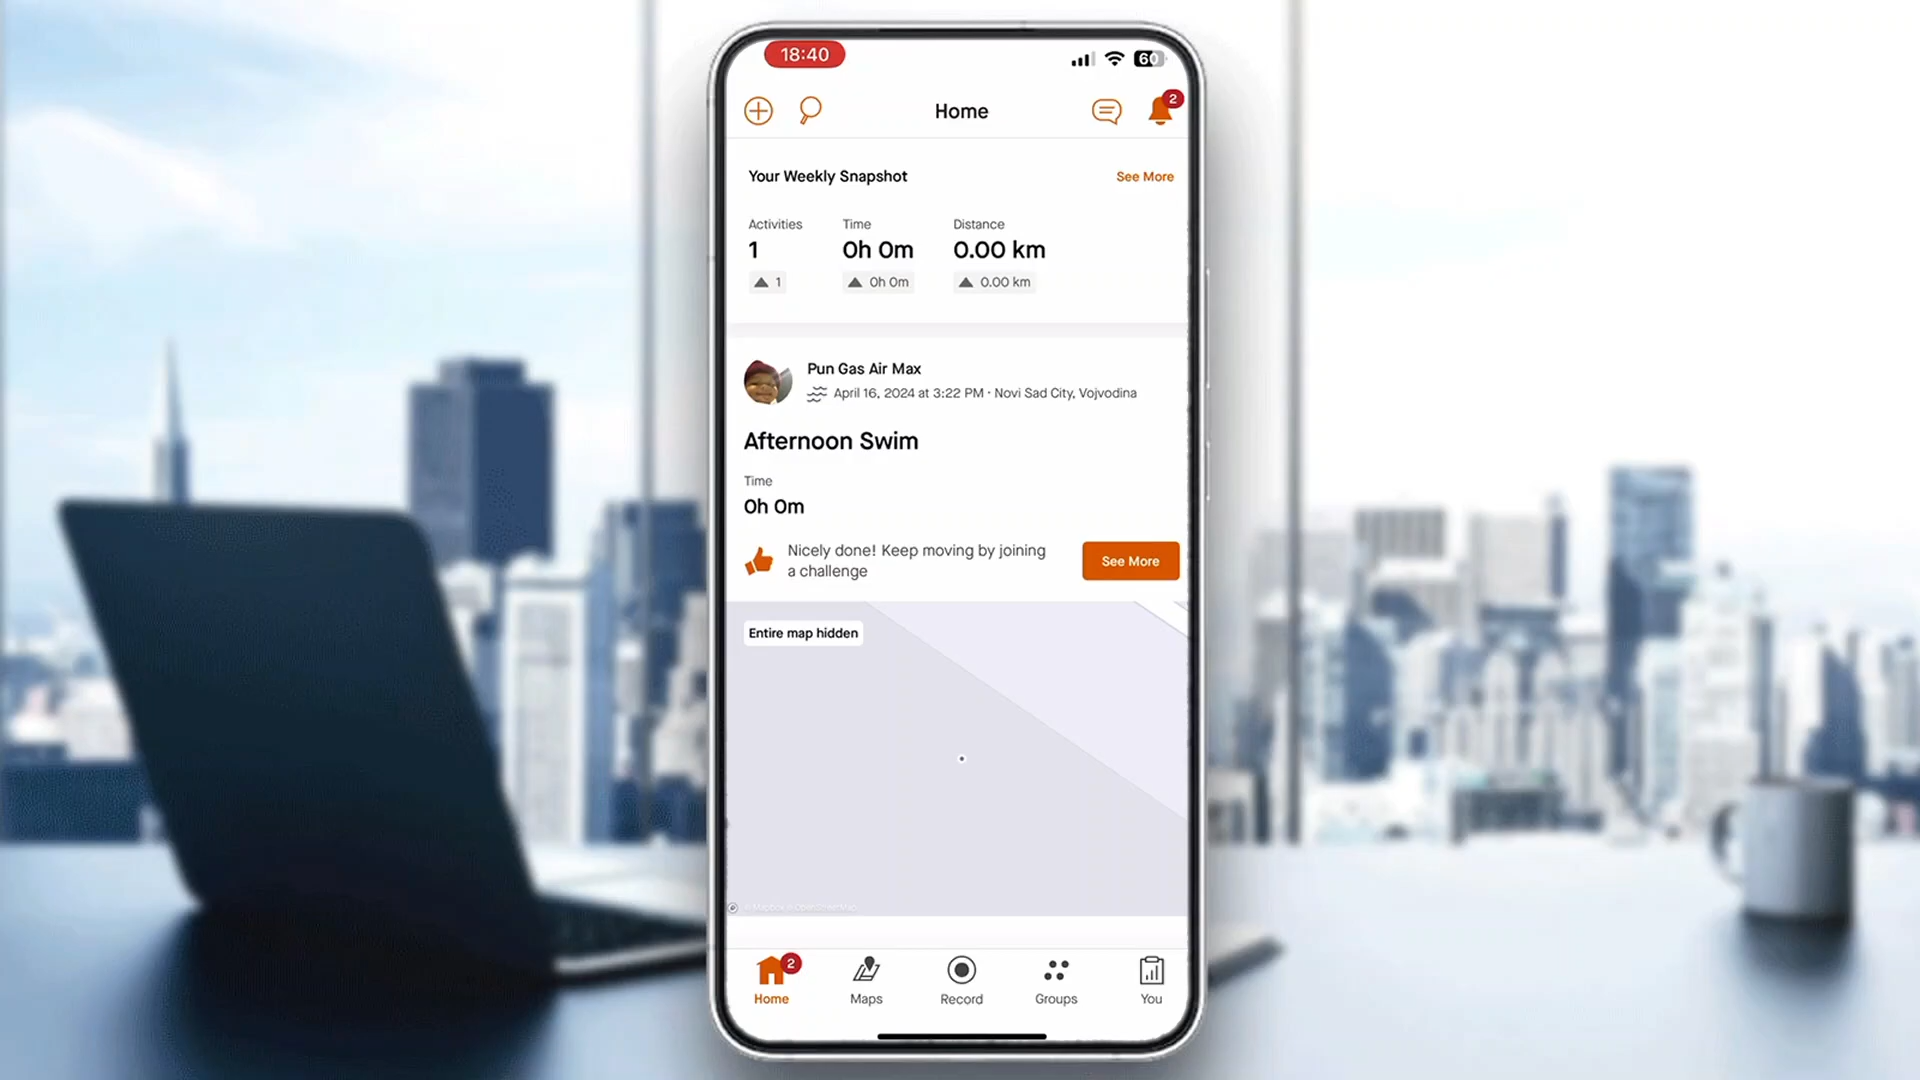 18:40
60
Home
2
Your Weekly Snapshot
See More
Activities
Time
Distance
1
0h 0m
0.00 km
1
0h 0m
0.00 km
Pun Gas Air Max
April 16, 2024 at 3:22 PM · Novi Sad City, Vojvodina
Afternoon Swim
Time
0h 0m
Nicely done! Keep moving by joining
a challenge
See More
Entire map hidden
© Mapbox © OpenStreetMap
2
Home
Maps
Record
Groups
You